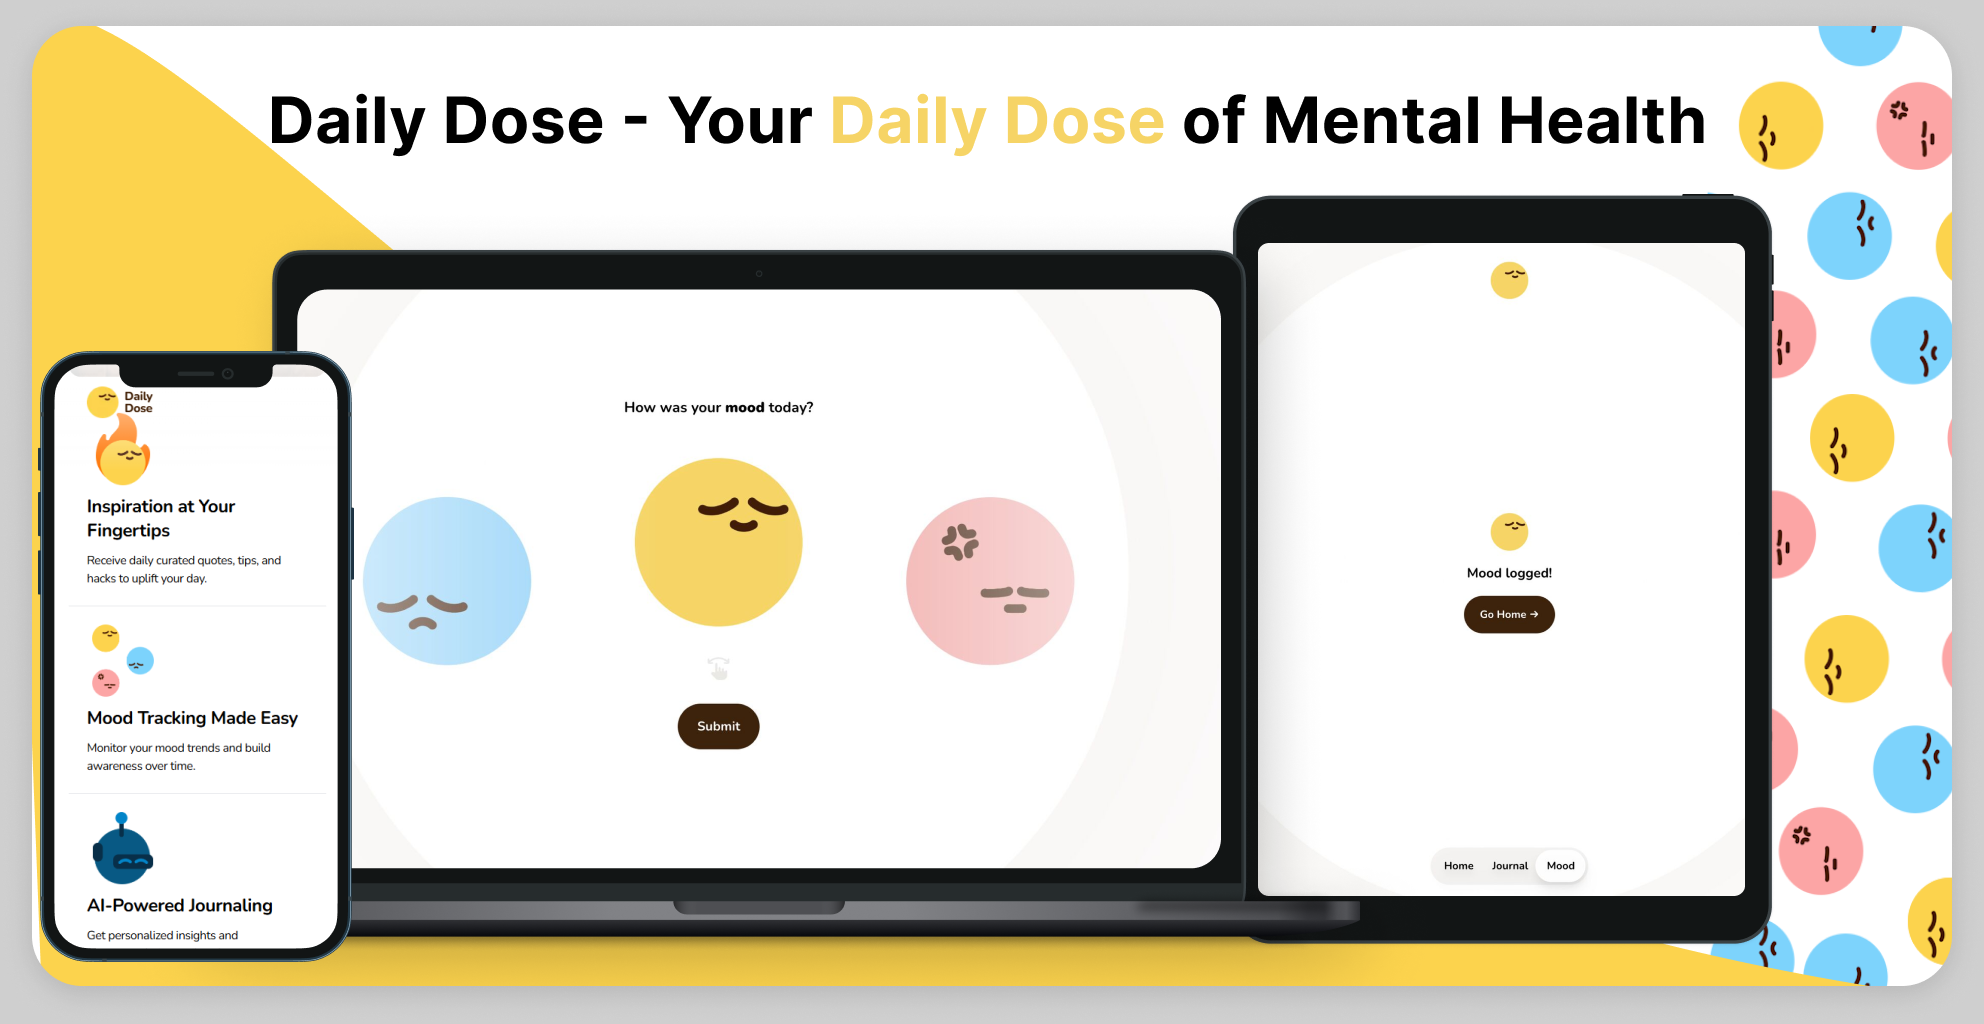 Daily Dose - Your Daily Dose of Mental Health
Daily
Dose
Inspiration at Your
Fingertips
Receive daily curated quotes, tips, and
hacks to uplift your day.
Mood Tracking Made Easy
Monitor your mood trends and build
awareness over time.
AI-Powered Journaling
Get personalized insights and
How was your mood today?
Submit
Mood logged!
Go Home →
Home Journal Mood